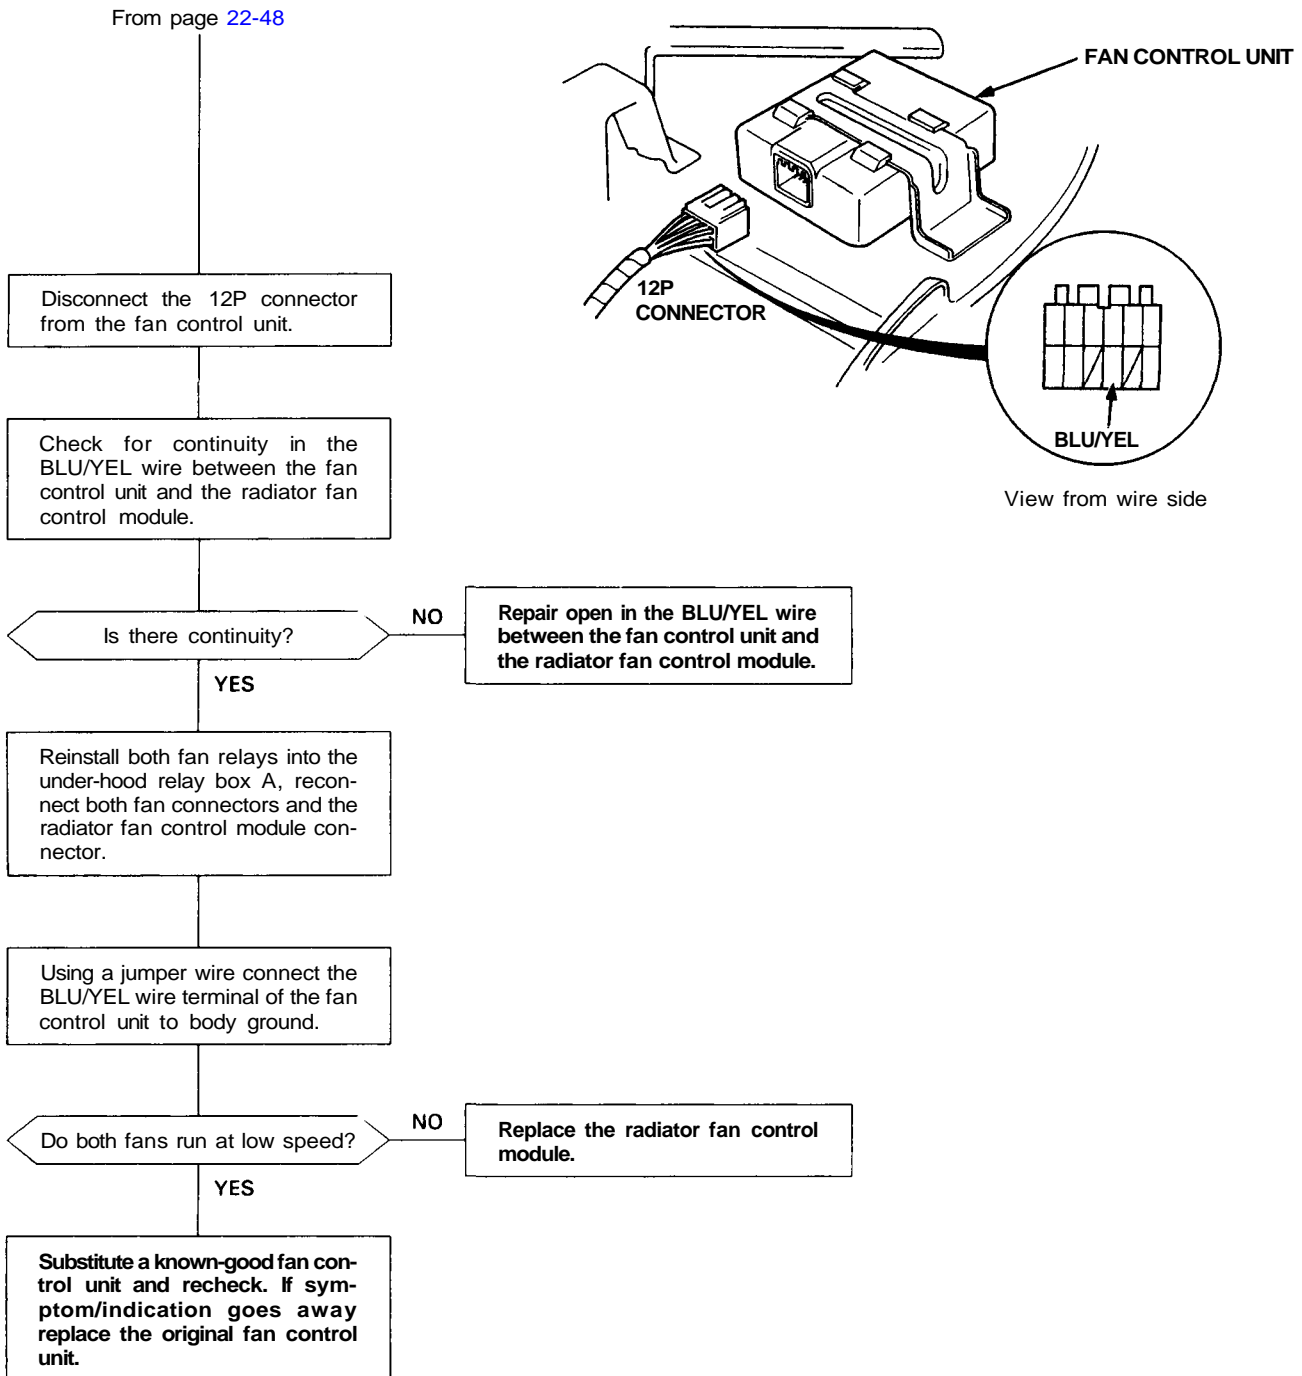 From page 22-48
FAN CONTROL UNIT
12P
CONNECTOR
BLU/YEL
View from wire side
Disconnect the 12P connector
from the fan control unit.
Check for continuity in the
BLU/YEL wire between the fan
control unit and the radiator fan
control module.
Is there continuity?
NO
Repair open in the BLU/YEL wire
between the fan control unit and
the radiator fan control module.
YES
Reinstall both fan relays into the
under-hood relay box A, recon-
nect both fan connectors and the
radiator fan control module con-
nector.
Using a jumper wire connect the
BLU/YEL wire terminal of the fan
control unit to body ground.
Do both fans run at low speed?
NO
Replace the radiator fan control
module.
YES
Substitute a known-good fan con-
trol unit and recheck. If sym-
ptom/indication goes away
replace the original fan control
unit.